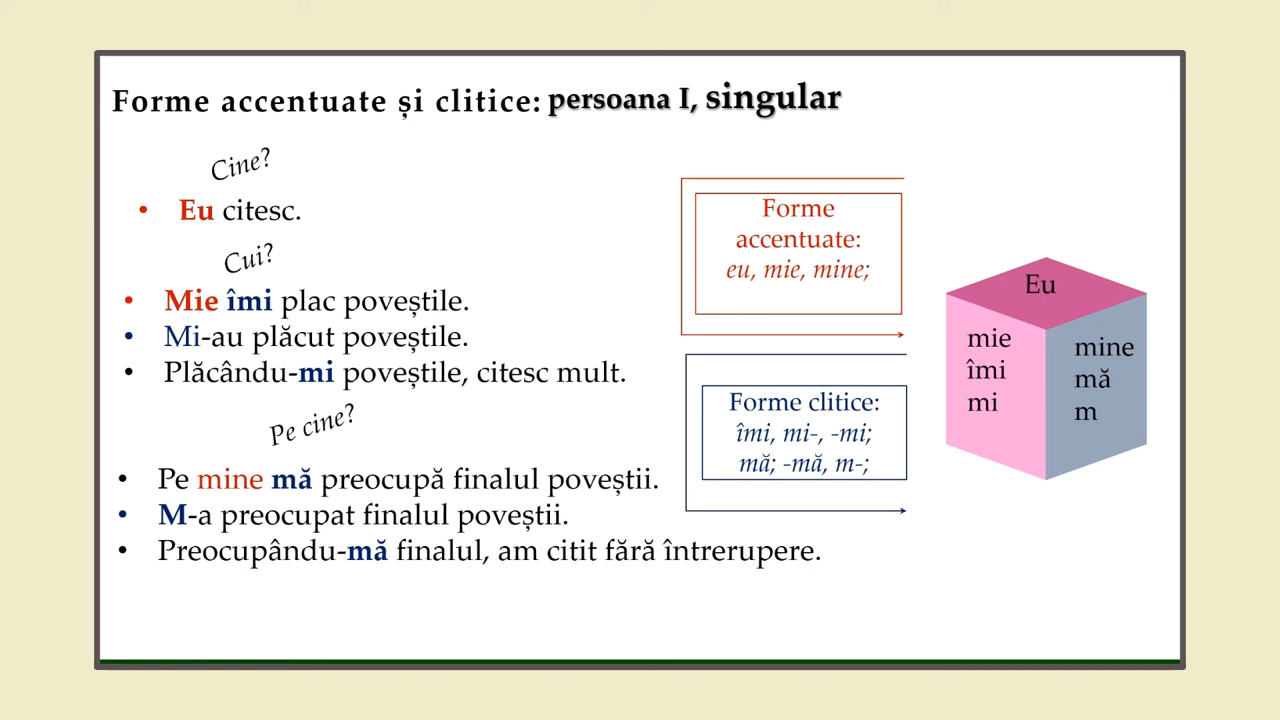 Forme accentuate și clitice: persoana I, singular
Cine?
• Eu citesc.
Cui?
• Mie îmi plac poveștile.
• Mi-au plăcut poveștile.
• Plăcându-mi poveștile, citesc mult.
Pe cine?
• Pe mine mă preocupă finalul poveștii.
• M-a preocupat finalul poveștii.
• Preocupându-mă finalul, am citit fără întrerupere.
Forme
accentuate:
eu, mie, mine;
Forme clitice:
îmi, mi-, -mi;
mă; -mă, m-;
Eu
mie
îmi
mi
mine
mă
m